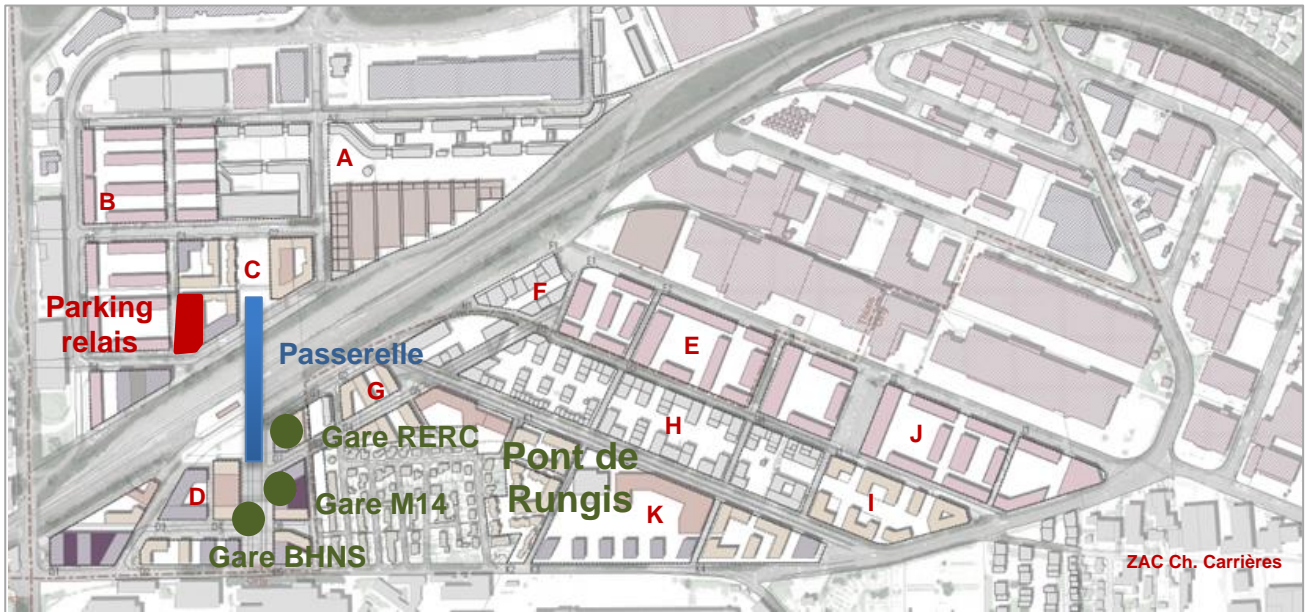 A
B
C
Parking
relais
Passerelle
F
E
G
H
J
Gare RERC
Pont de
Rungis
D
Gare M14
K
I
Gare BHNS
ZAC Ch. Carrières